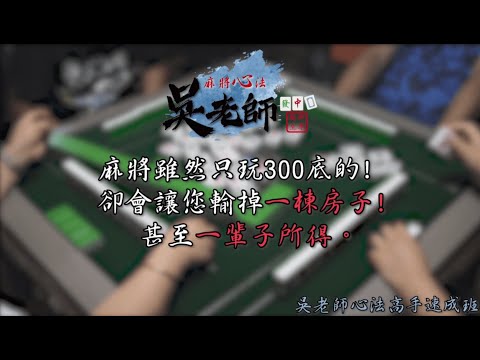 麻將心法
吳老師
發中
麻將雖然只玩300底的!
卻會讓您輸掉一棟房子!
甚至一輩子所得。
吳老師心法高手速成班